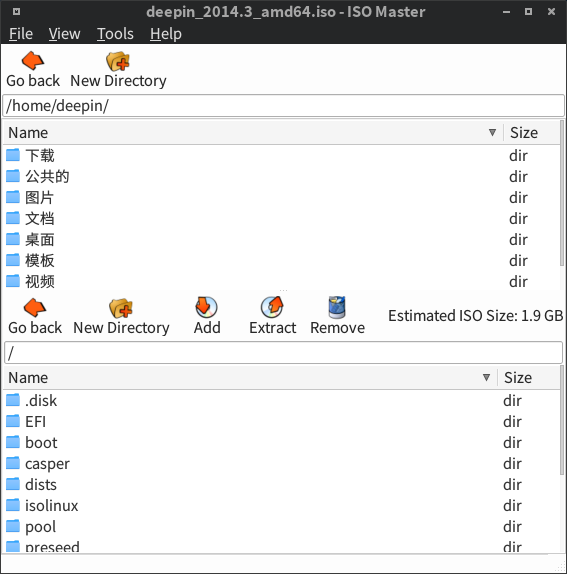 deepin_2014.3_amd64.iso - ISO Master
File View Tools Help
Go back New Directory
/home/deepin/
Name Size
下载 dir
公共的 dir
图片 dir
文档 dir
桌面 dir
模板 dir
视频 dir
Go back New Directory Add Extract Remove Estimated ISO Size: 1.9 GB
/
Name Size
.disk dir
EFI dir
boot dir
casper dir
dists dir
isolinux dir
pool dir
preseed dir